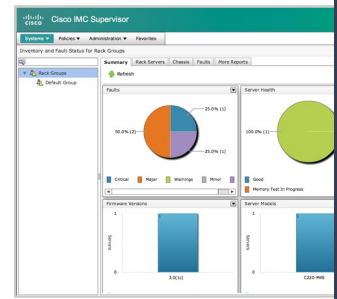 cisco
Cisco IMC Supervisor
Systems Policies Administration Favorites
Inventory and Fault Status for Rack Groups
Summary Rack Servers Chassis Faults More Reports
Refresh
Rack Groups
Default Group
Faults
25.0% (1)
50.0% (2)
25.0% (1)
Critical Major Warnings Minor
Server Health
100.0% (1)
Good
Memory Test In Progress
Firmware Versions
1
Servers
0
3.0(1c)
Server Models
1
Servers
0